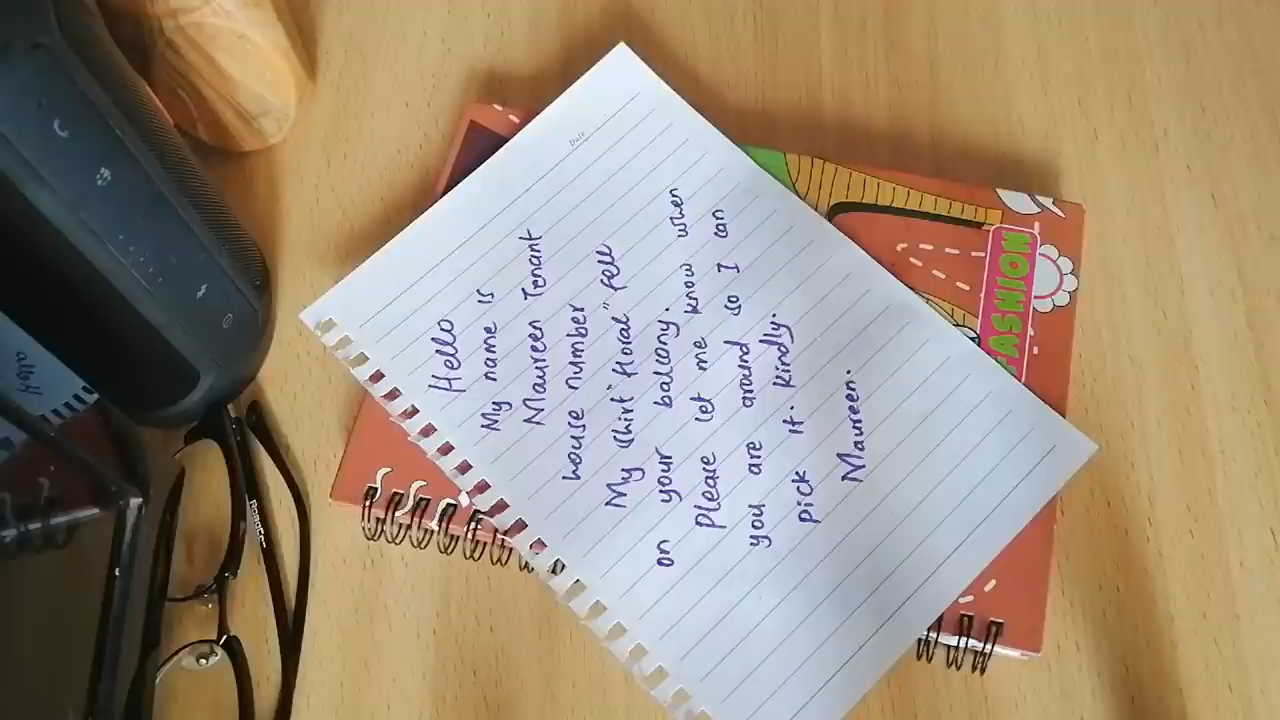 Date
Hello
My name is
Maureen Tenant
house number
My shirt "floral" fell
on your balcony.
Please let me know when
you are around so I can
pick it. Kindly.
Maureen.
FASHION